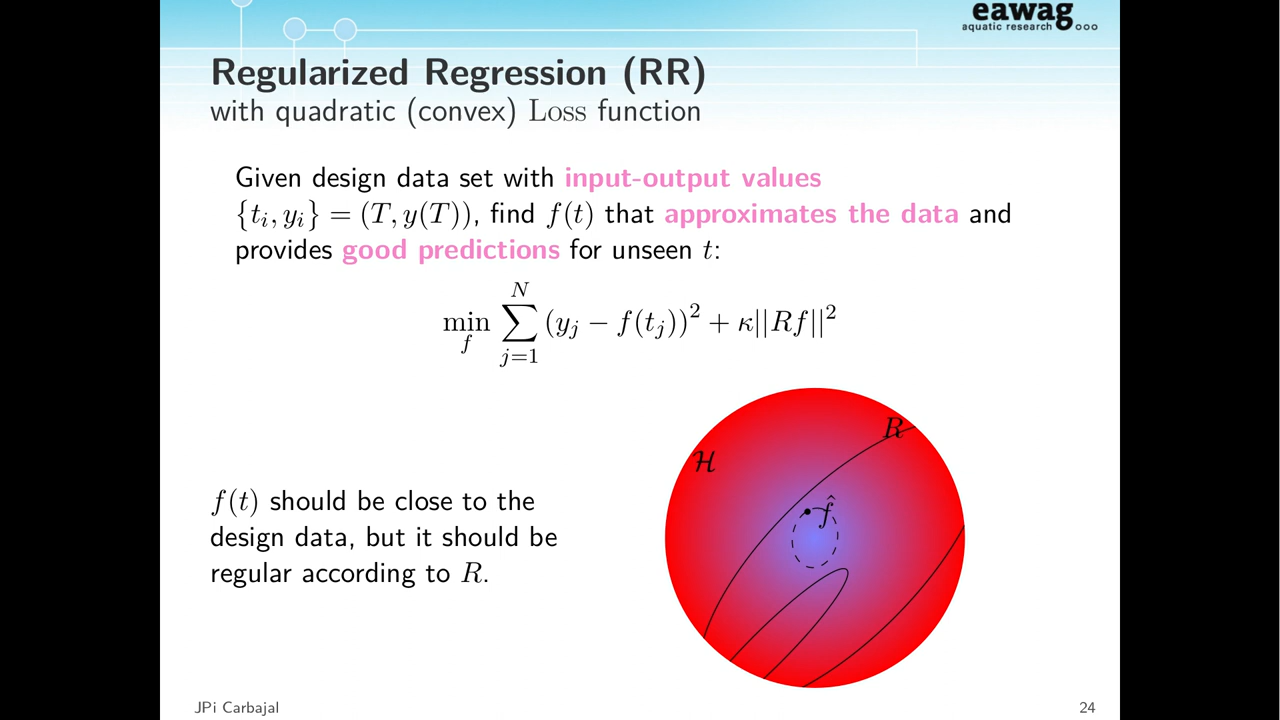 eawag
aquatic research ooo
Regularized Regression (RR)
with quadratic (convex) Loss function
Given design data set with input-output values
{t_i, y_i} = (T, y(T)), find f(t) that approximates the data and
provides good predictions for unseen t:
min_f ∑_{j=1}^{N} (y_j − f(t_j))² + κ||Rf||²
R
ℋ
f̂
f(t) should be close to the
design data, but it should be
regular according to R.
JPi Carbajal
24